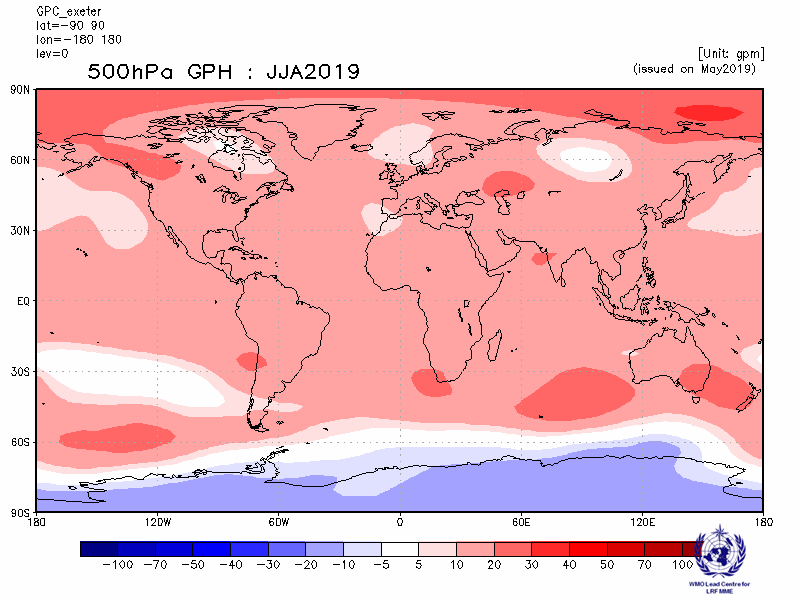 GPC_exeter
lat=-90 90
lon=-180 180
lev=0
[Unit: gpm]
500hPa GPH : JJA2019
(issued on May2019)
90N
60N
30N
EQ
30S
60S
90S
180 120W 60W 0 60E 120E 180
-100 -70 -50 -40 -30 -20 -10 -5 5 10 20 30 40 50 70 100
WMO Lead Centre for
LRF MME